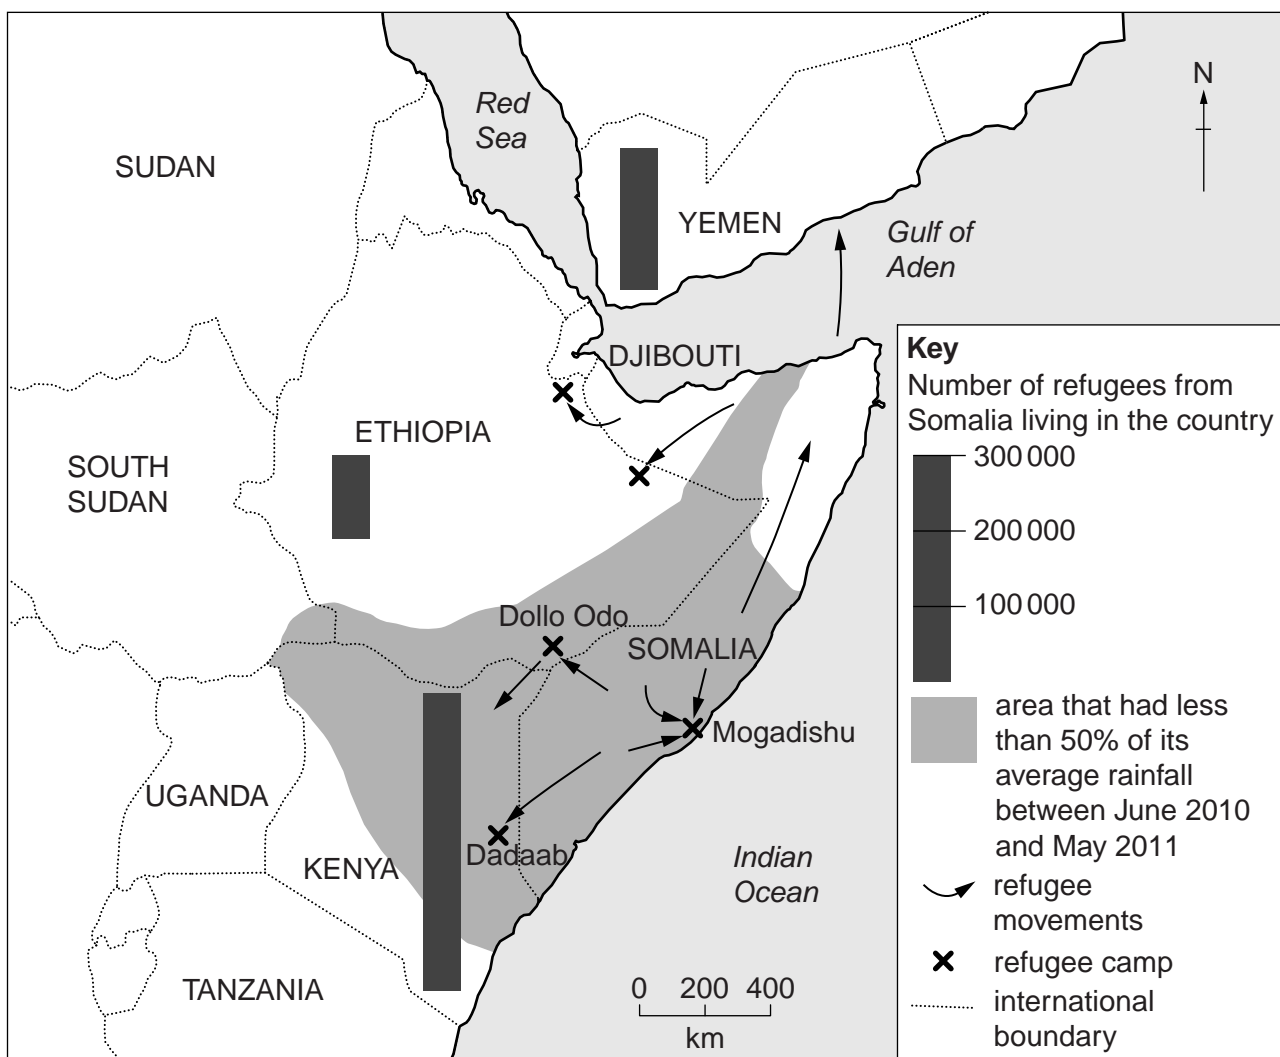 Red
Sea
N
SUDAN
YEMEN
Gulf of
Aden
DJIBOUTI
ETHIOPIA
SOUTH
SUDAN
Dollo Odo
SOMALIA
Mogadishu
UGANDA
KENYA
Dadaab
Indian
Ocean
TANZANIA
0 200 400
km
Key
Number of refugees from
Somalia living in the country
300 000
200 000
100 000
area that had less
than 50% of its
average rainfall
between June 2010
and May 2011
refugee
movements
refugee camp
international
boundary